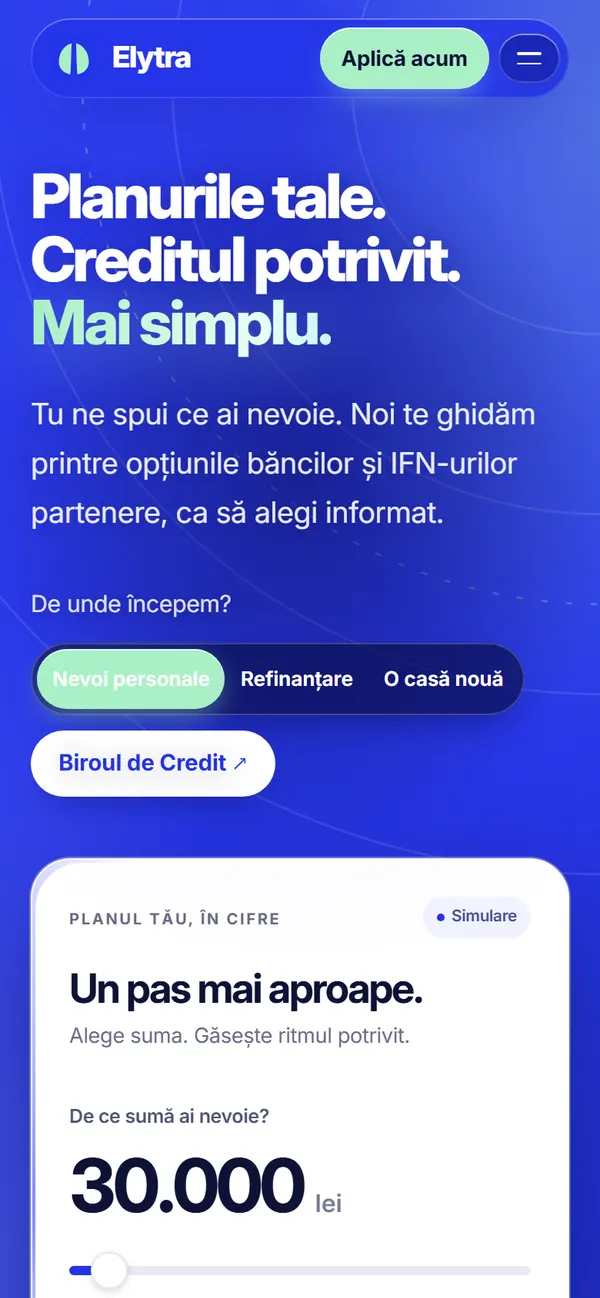 Elytra
Aplică acum
Planurile tale.
Creditul potrivit.
Mai simplu.
Tu ne spui ce ai nevoie. Noi te ghidăm
printre opțiunile băncilor și IFN-urilor
partenere, ca să alegi informat.
De unde începem?
Nevoi personale Refinanțare O casă nouă
Biroul de Credit ↗
PLANUL TĂU, ÎN CIFRE
Simulare
Un pas mai aproape.
Alege suma. Găsește ritmul potrivit.
De ce sumă ai nevoie?
30.000 lei